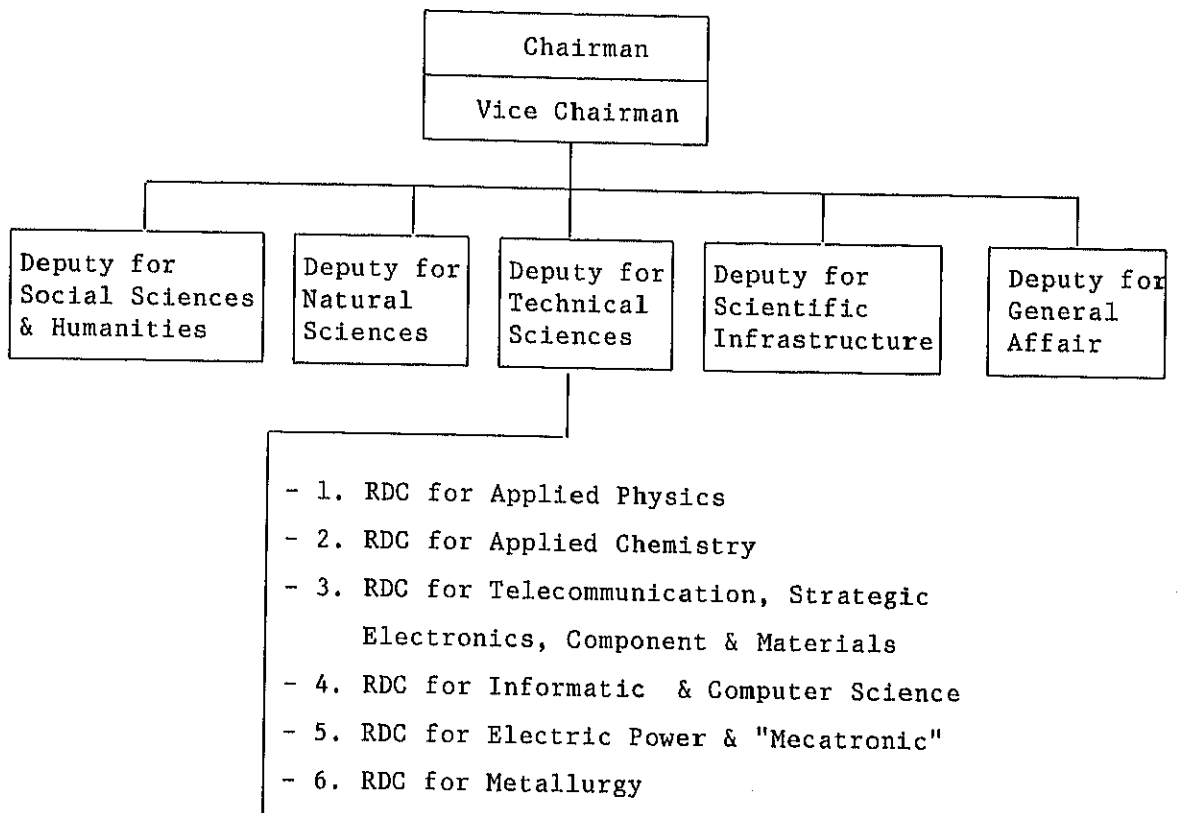 Chairman
Vice Chairman
Deputy for
Social Sciences
& Humanities
Deputy for
Natural
Sciences
Deputy for
Technical
Sciences
Deputy for
Scientific
Infrastructure
Deputy for
General
Affair
- 1. RDC for Applied Physics
- 2. RDC for Applied Chemistry
- 3. RDC for Telecommunication, Strategic
Electronics, Component & Materials
- 4. RDC for Informatic & Computer Science
- 5. RDC for Electric Power & "Mecatronic"
- 6. RDC for Metallurgy